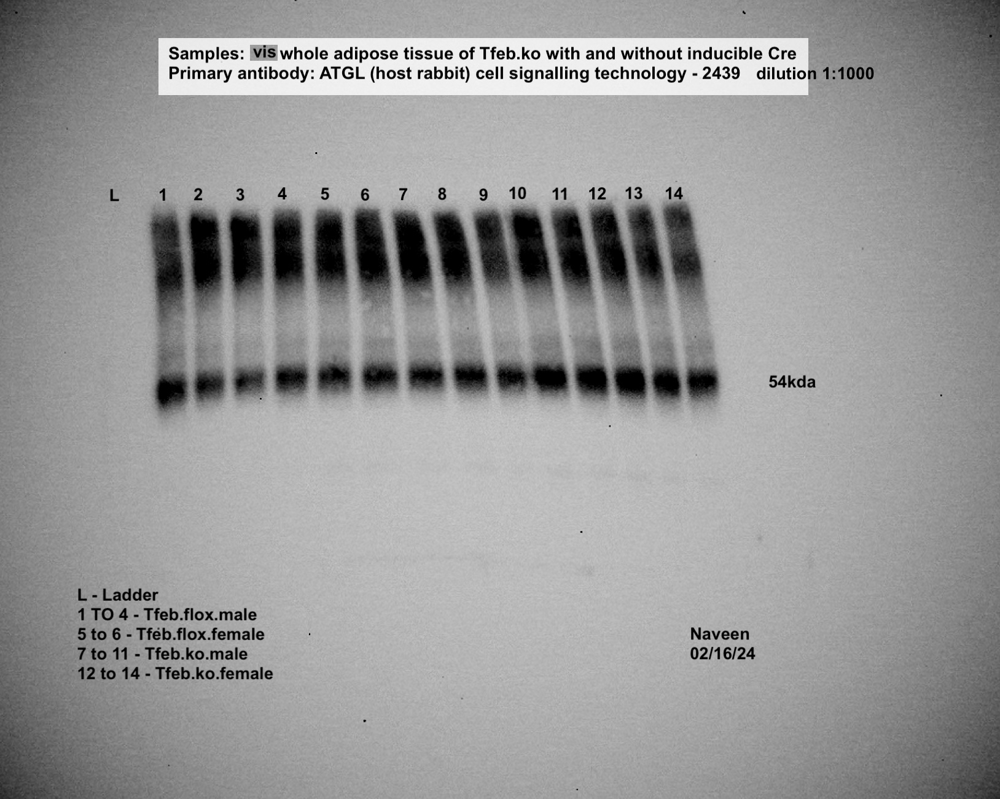 Samples: vis whole adipose tissue of Tfeb.ko with and without inducible Cre
Primary antibody: ATGL (host rabbit) cell signalling technology - 2439 dilution 1:1000
L 1 2 3 4 5 6 7 8 9 10 11 12 13 14
54kda
L - Ladder
1 TO 4 - Tfeb.flox.male
5 to 6 - Tfeb.flox.female
7 to 11 - Tfeb.ko.male
12 to 14 - Tfeb.ko.female
Naveen
02/16/24